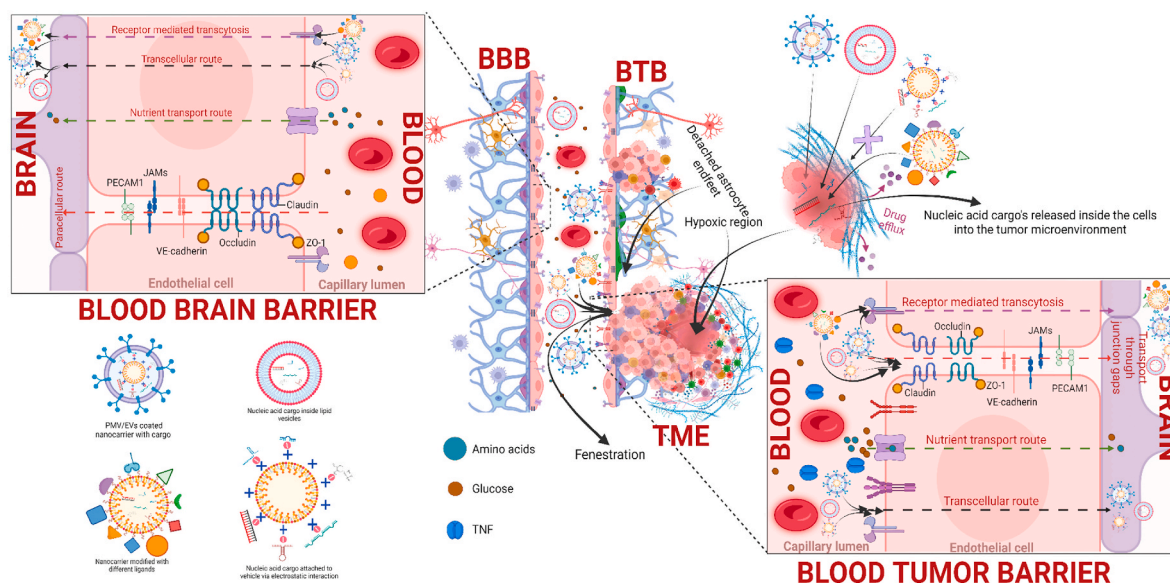 Receptor mediated transcytosis
Transcellular route
Nutrient transport route
BRAIN
BLOOD
Paracellular route
PECAM1
JAMs
VE-cadherin
Occludin
Claudin
ZO-1
Endothelial cell
Capillary lumen
BLOOD BRAIN BARRIER
PMV/EVs coated
nanocarrier with cargo
Nucleic acid cargo inside lipid
vesicles
Nanocarrier modified with
different ligands
Nucleic acid cargo attached to
vehicle via electrostatic interaction
BBB
BTB
Detached astrocyte
endfeet
Hypoxic region
TME
Fenestration
Amino acids
Glucose
TNF
Drug
efflux
Nucleic acid cargo's released inside the cells
into the tumor microenvironment
Receptor mediated transcytosis
BLOOD
BRAIN
Occludin
JAMs
Claudin
ZO-1
VE-cadherin
PECAM1
Transport
through
junction gaps
Nutrient transport route
Transcellular route
Capillary lumen
Endothelial cell
BLOOD TUMOR BARRIER